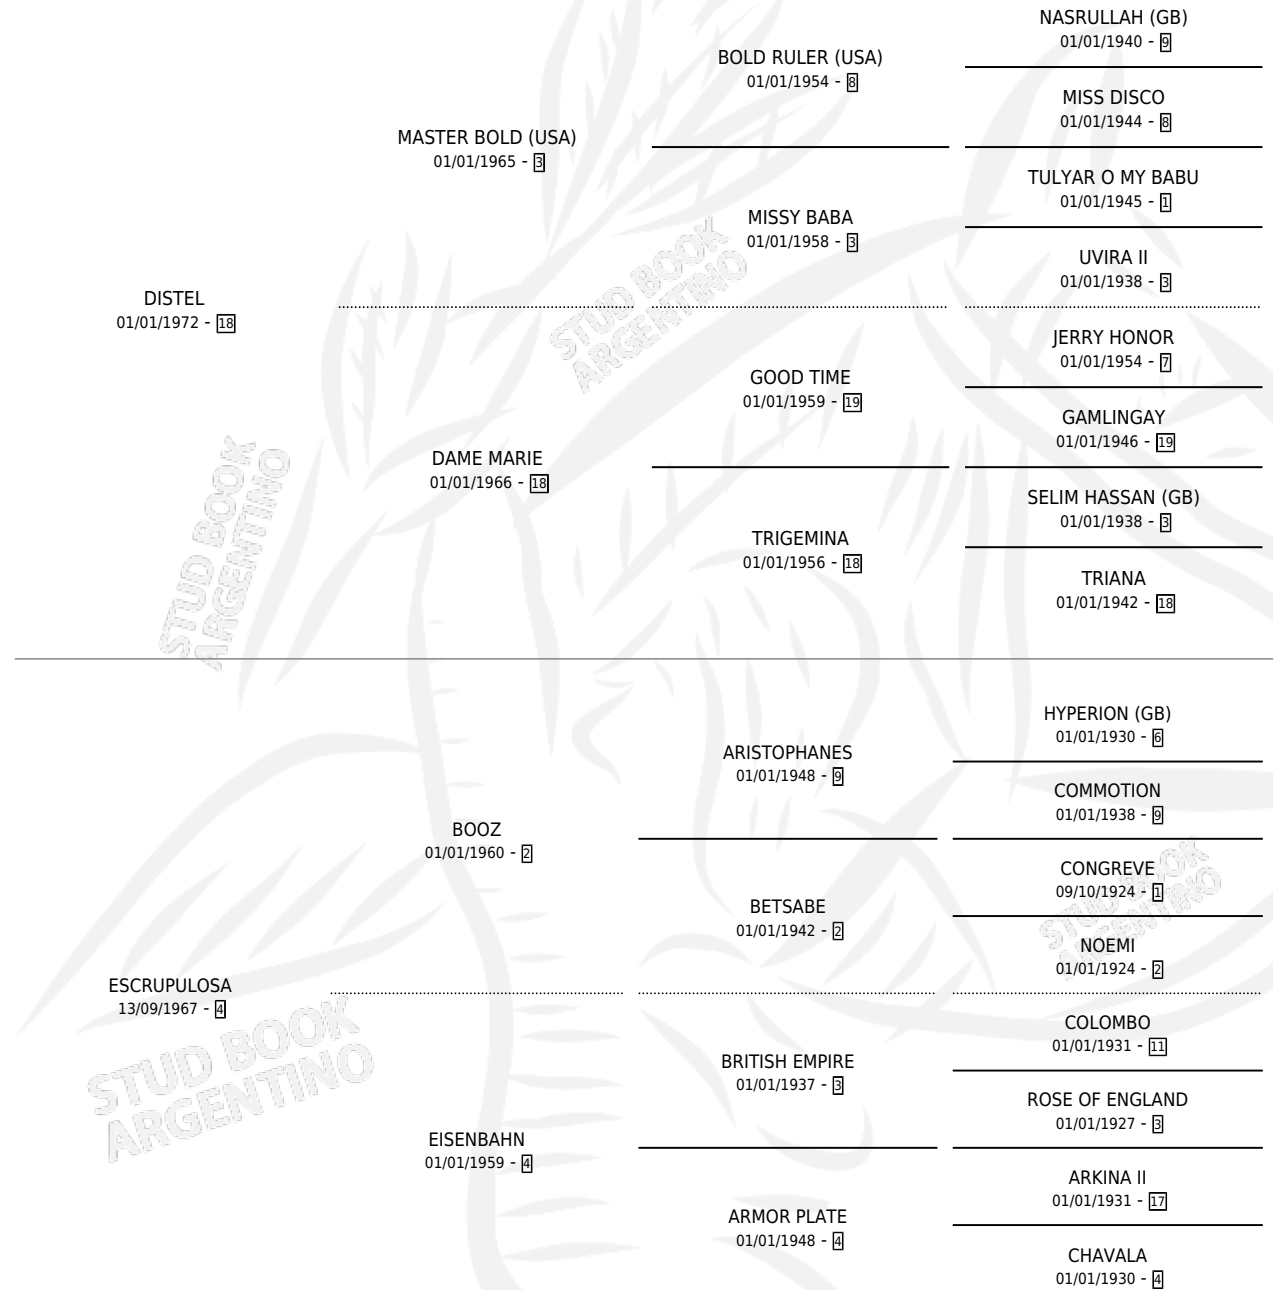 NASRULLAH (GB)
01/01/1940 - 9
BOLD RULER (USA)
01/01/1954 - 8
MISS DISCO
01/01/1944 - 8
MASTER BOLD (USA)
01/01/1965 - 3
TULYAR O MY BABU
01/01/1945 - 1
MISSY BABA
01/01/1958 - 3
UVIRA II
01/01/1938 - 3
DISTEL
01/01/1972 - 18
JERRY HONOR
01/01/1954 - 7
GOOD TIME
01/01/1959 - 19
GAMLINGAY
01/01/1946 - 19
DAME MARIE
01/01/1966 - 18
SELIM HASSAN (GB)
01/01/1938 - 3
TRIGEMINA
01/01/1956 - 18
TRIANA
01/01/1942 - 18
HYPERION (GB)
01/01/1930 - 6
ARISTOPHANES
01/01/1948 - 9
COMMOTION
01/01/1938 - 9
BOOZ
01/01/1960 - 2
CONGREVE
09/10/1924 - 1
BETSABE
01/01/1942 - 2
NOEMI
01/01/1924 - 2
ESCRUPULOSA
13/09/1967 - 4
COLOMBO
01/01/1931 - 11
BRITISH EMPIRE
01/01/1937 - 3
ROSE OF ENGLAND
01/01/1927 - 3
EISENBAHN
01/01/1959 - 4
ARKINA II
01/01/1931 - 17
ARMOR PLATE
01/01/1948 - 4
CHAVALA
01/01/1930 - 4
STUD BOOK
ARGENTINO
STUD BOOK
ARGENTINO
STUD BOOK
ARGENTINO
STUD BOOK
ARGENTINO